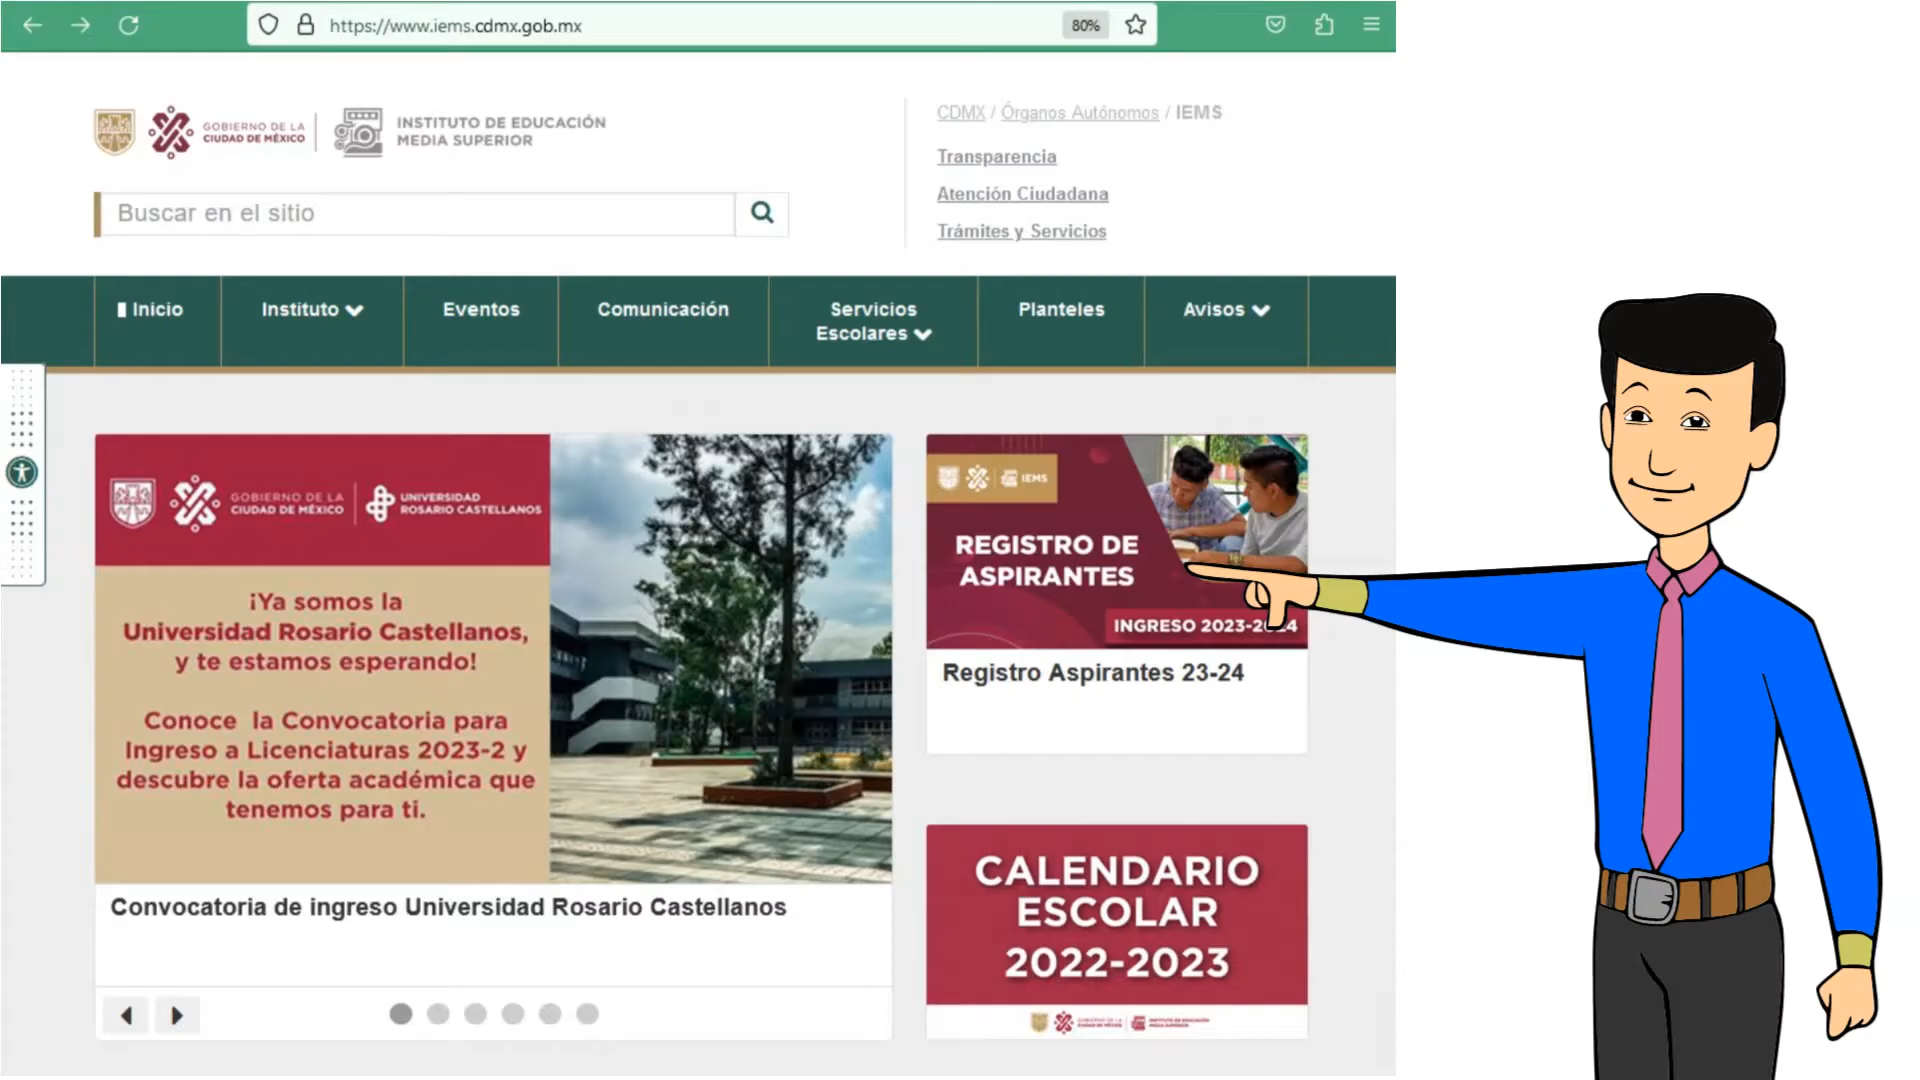 https://www.iems.cdmx.gob.mx
80%
GOBIERNO DE LA
CIUDAD DE MÉXICO
INSTITUTO DE EDUCACIÓN
MEDIA SUPERIOR
CDMX / Órganos Autónomos / IEMS
Transparencia
Atención Ciudadana
Trámites y Servicios
Buscar en el sitio
Inicio
Instituto
Eventos
Comunicación
Servicios
Escolares
Planteles
Avisos
GOBIERNO DE LA
CIUDAD DE MÉXICO
UNIVERSIDAD
ROSARIO CASTELLANOS
¡Ya somos la
Universidad Rosario Castellanos,
y te estamos esperando!
Conoce la Convocatoria para
Ingreso a Licenciaturas 2023-2 y
descubre la oferta académica que
tenemos para ti.
Convocatoria de ingreso Universidad Rosario Castellanos
IEMS
REGISTRO DE
ASPIRANTES
INGRESO 2023-2024
Registro Aspirantes 23-24
CALENDARIO
ESCOLAR
2022-2023